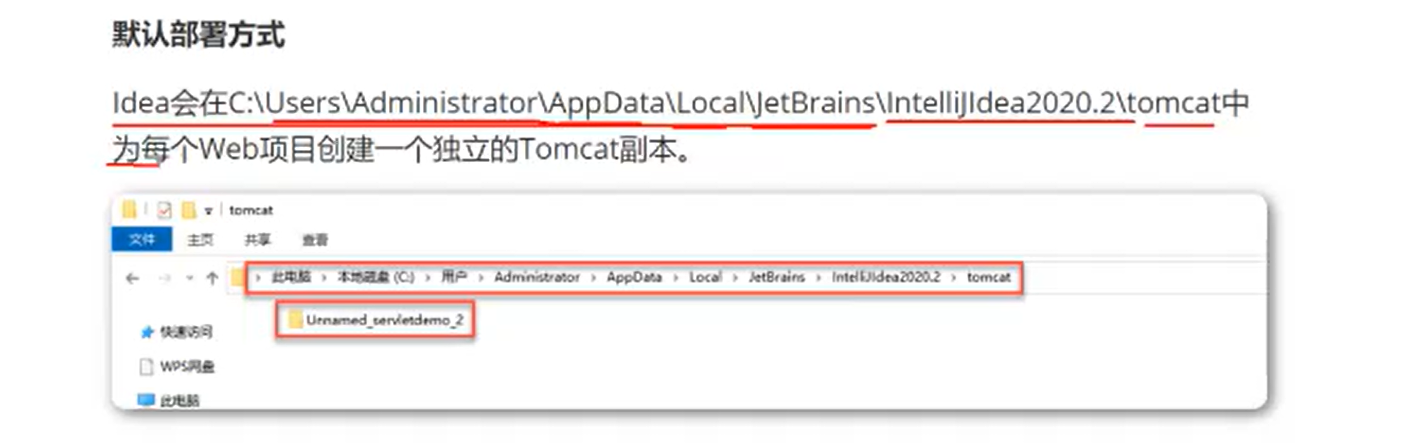 默认部署方式
Idea会在C:\Users\Administrator\AppData\Local\JetBrains\IntelliJIdea2020.2\tomcat中
为每个Web项目创建一个独立的Tomcat副本。
tomcat
文件 主页 共享 查看
› 此电脑 › 本地磁盘 (C:) › 用户 › Administrator › AppData › Local › JetBrains › IntelliJIdea2020.2 › tomcat
Unnamed_servletdemo_2
快速访问
WPS网盘
此电脑